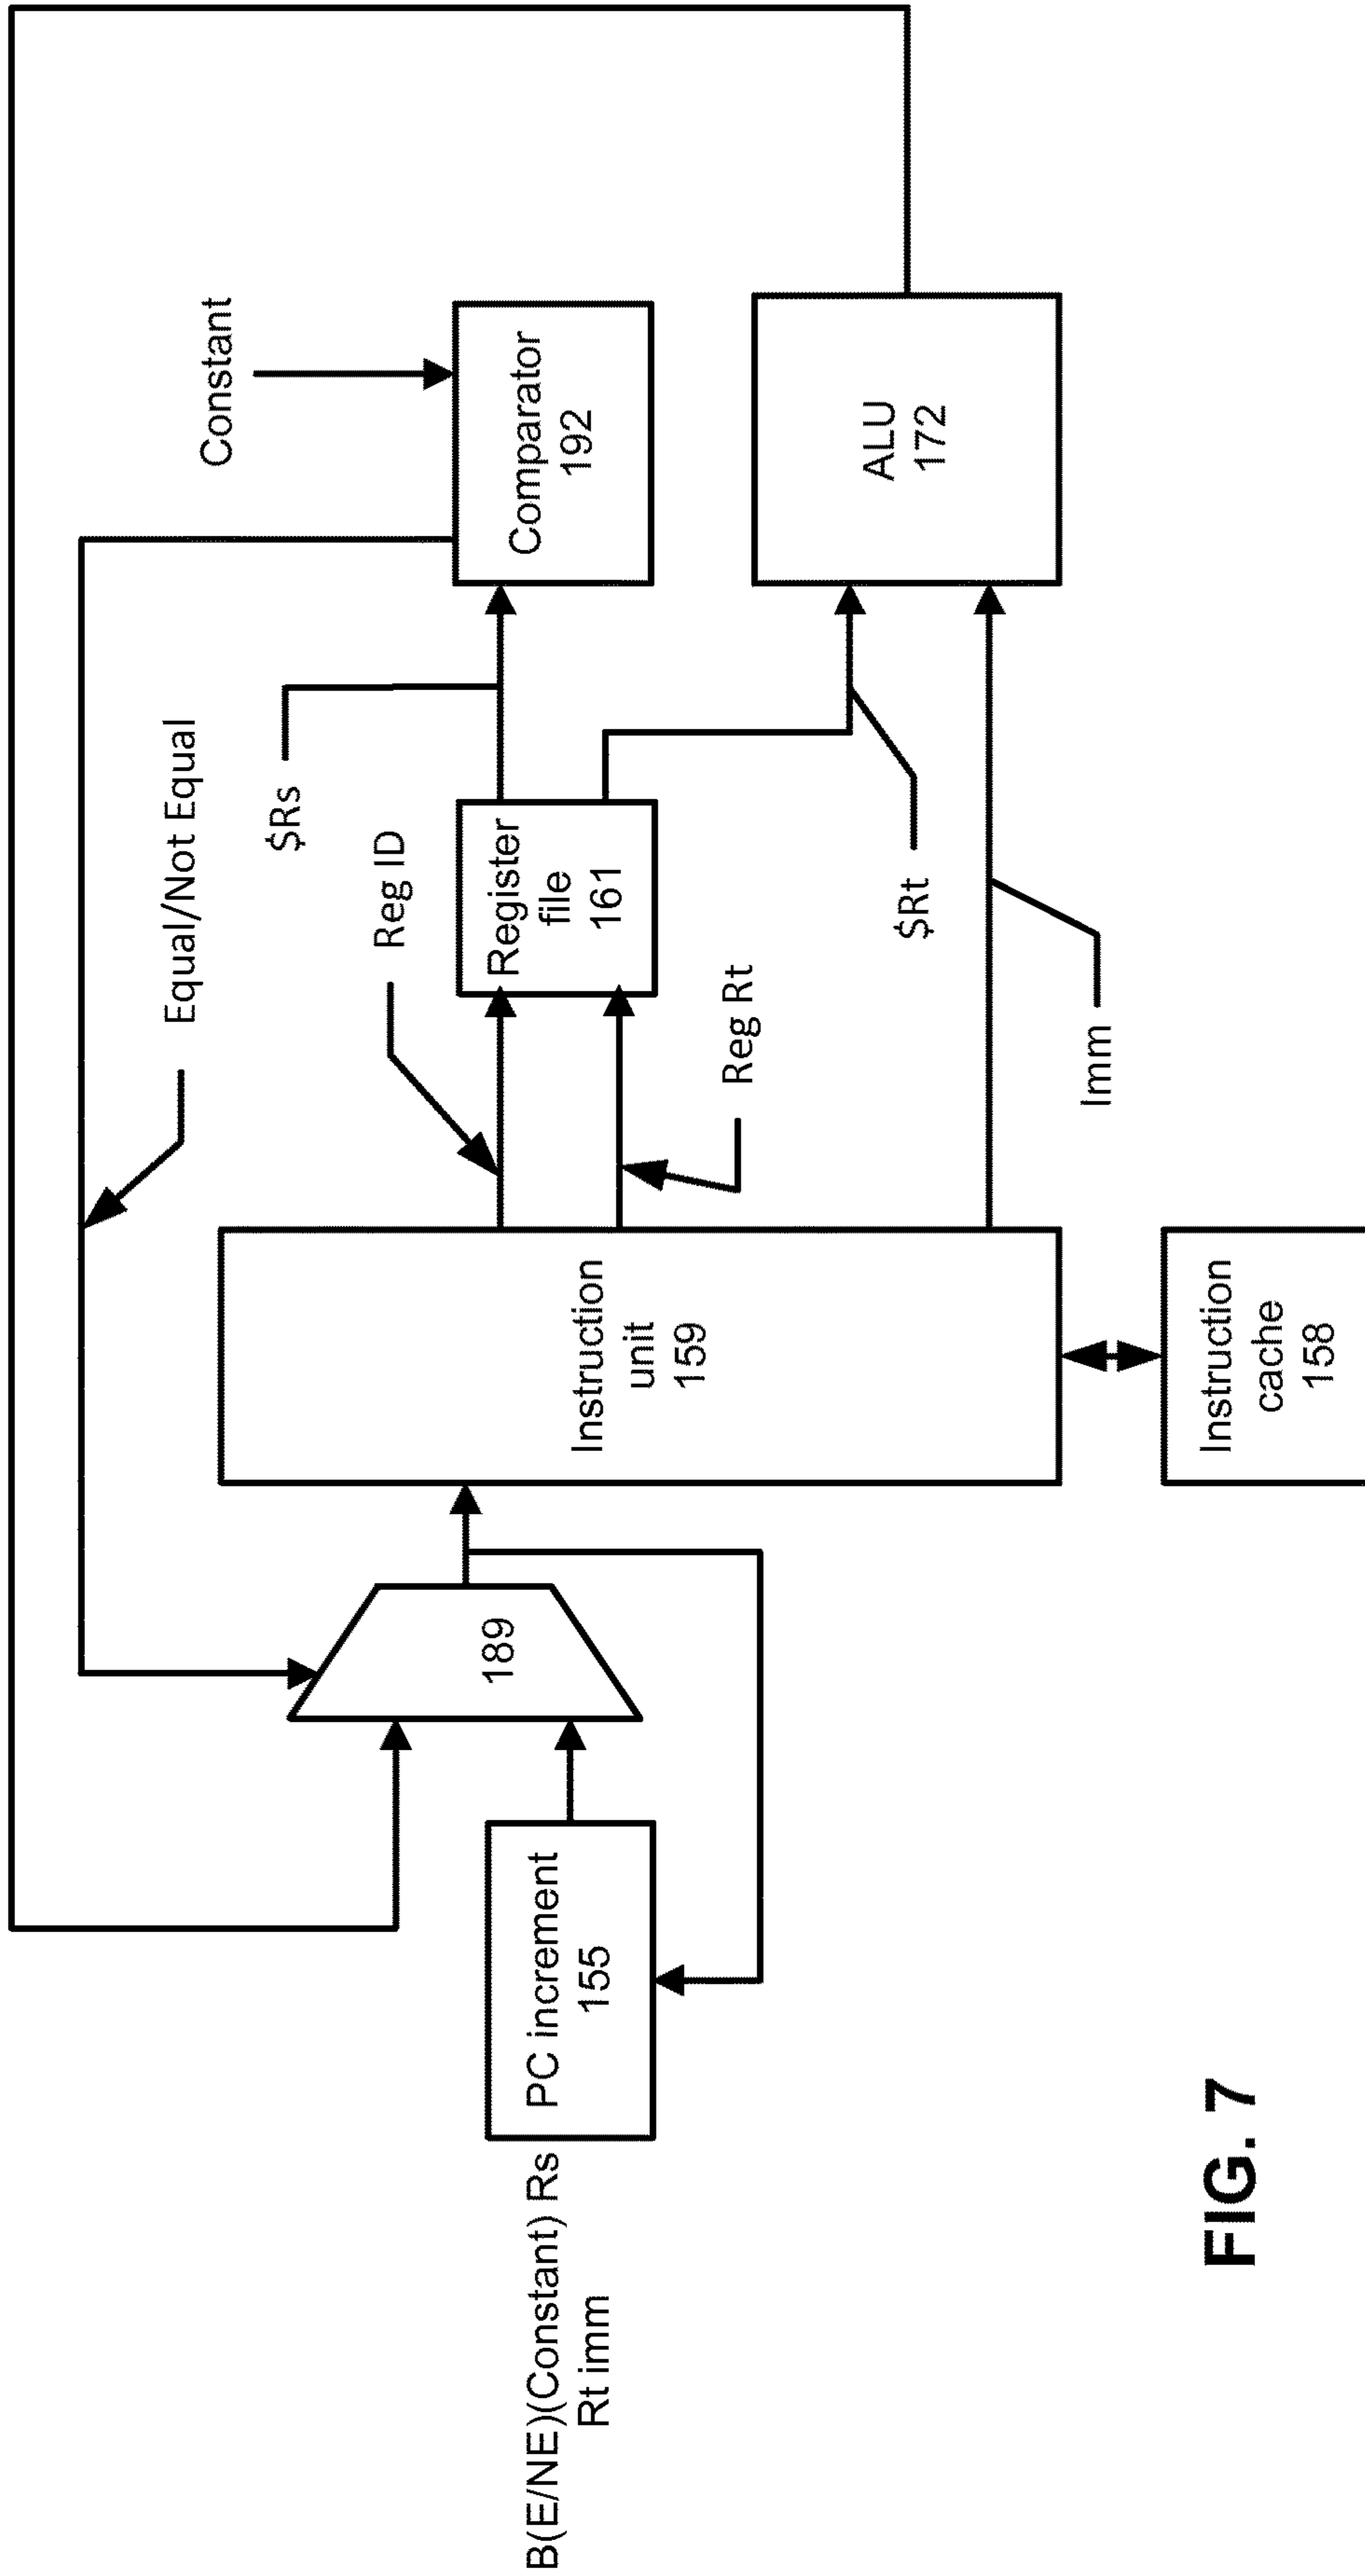 B(E/NE)(Constant) Rs
Rt imm
PC increment
155
189
Equal/Not Equal
Instruction
unit
159
Instruction
cache
158
Reg ID
Reg Rt
Register
file
161
$Rs
$Rt
Imm
Constant
Comparator
192
ALU
172
FIG. 7